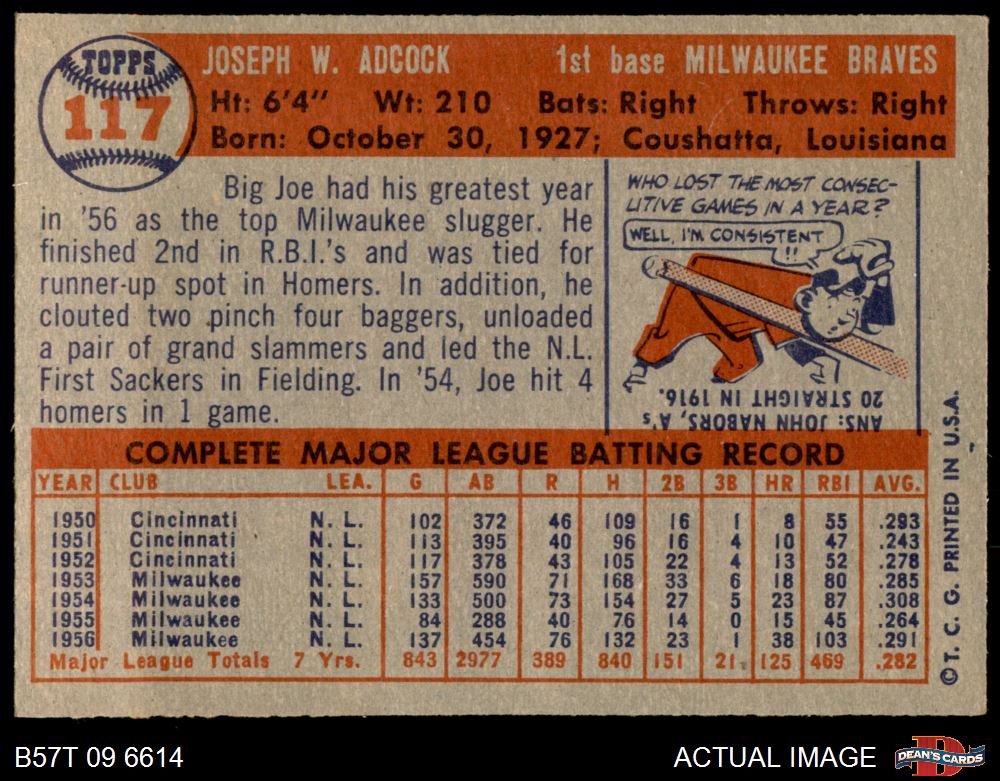 TOPPS
117
JOSEPH W. ADCOCK 1st base MILWAUKEE BRAVES
Ht: 6'4" Wt: 210 Bats: Right Throws: Right
Born: October 30, 1927; Coushatta, Louisiana
Big Joe had his greatest year
in '56 as the top Milwaukee slugger. He
finished 2nd in R.B.I.'s and was tied for
runner-up spot in Homers. In addition, he
clouted two pinch four baggers, unloaded
a pair of grand slammers and led the N.L.
First Sackers in Fielding. In '54, Joe hit 4
homers in 1 game.
WHO LOST THE MOST CONSEC-
UTIVE GAMES IN A YEAR?
WELL, I'M CONSISTENT
!!
ANS: JOHN NABORS, A's,
20 STRAIGHT IN 1916.
COMPLETE MAJOR LEAGUE BATTING RECORD
YEAR CLUB LEA. G AB R H 2B 3B HR RBI AVG.
1950 Cincinnati N. L. 102 372 46 109 16 1 8 55 .293
1951 Cincinnati N. L. 113 395 40 96 16 4 10 47 .243
1952 Cincinnati N. L. 117 378 43 105 22 4 13 52 .278
1953 Milwaukee N. L. 157 590 71 168 33 6 18 80 .285
1954 Milwaukee N. L. 133 500 73 154 27 5 23 87 .308
1955 Milwaukee N. L. 84 288 40 76 14 0 15 45 .264
1956 Milwaukee N. L. 137 454 76 132 23 1 38 103 .291
Major League Totals 7 Yrs. 843 2977 389 840 151 21 125 469 .282
©T. C. G. PRINTED IN U.S.A.
B57T 09 6614 ACTUAL IMAGE
DEAN'S CARDS